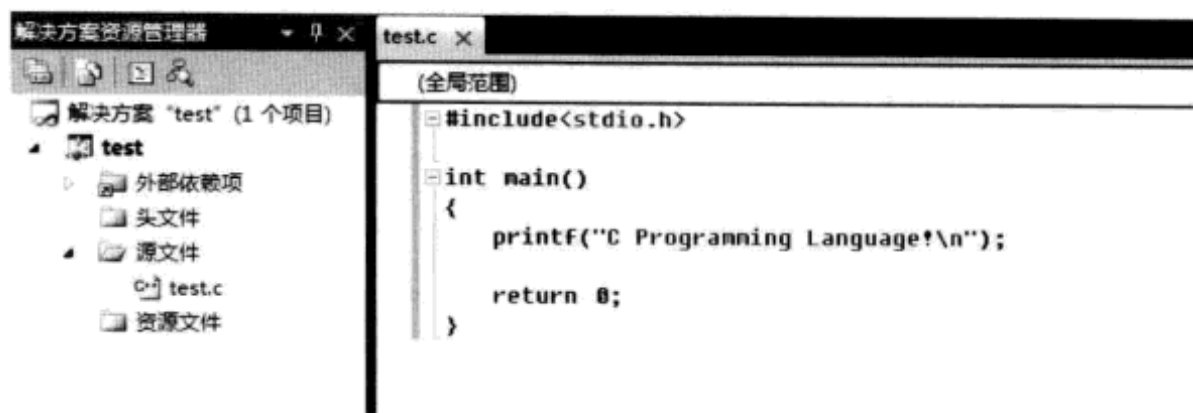 解决方案资源管理器
解决方案 "test" (1 个项目)
test
外部依赖项
头文件
源文件
test.c
资源文件
test.c
(全局范围)
#include<stdio.h>
int main()
{
printf("C Programming Language!\n");
return 0;
}